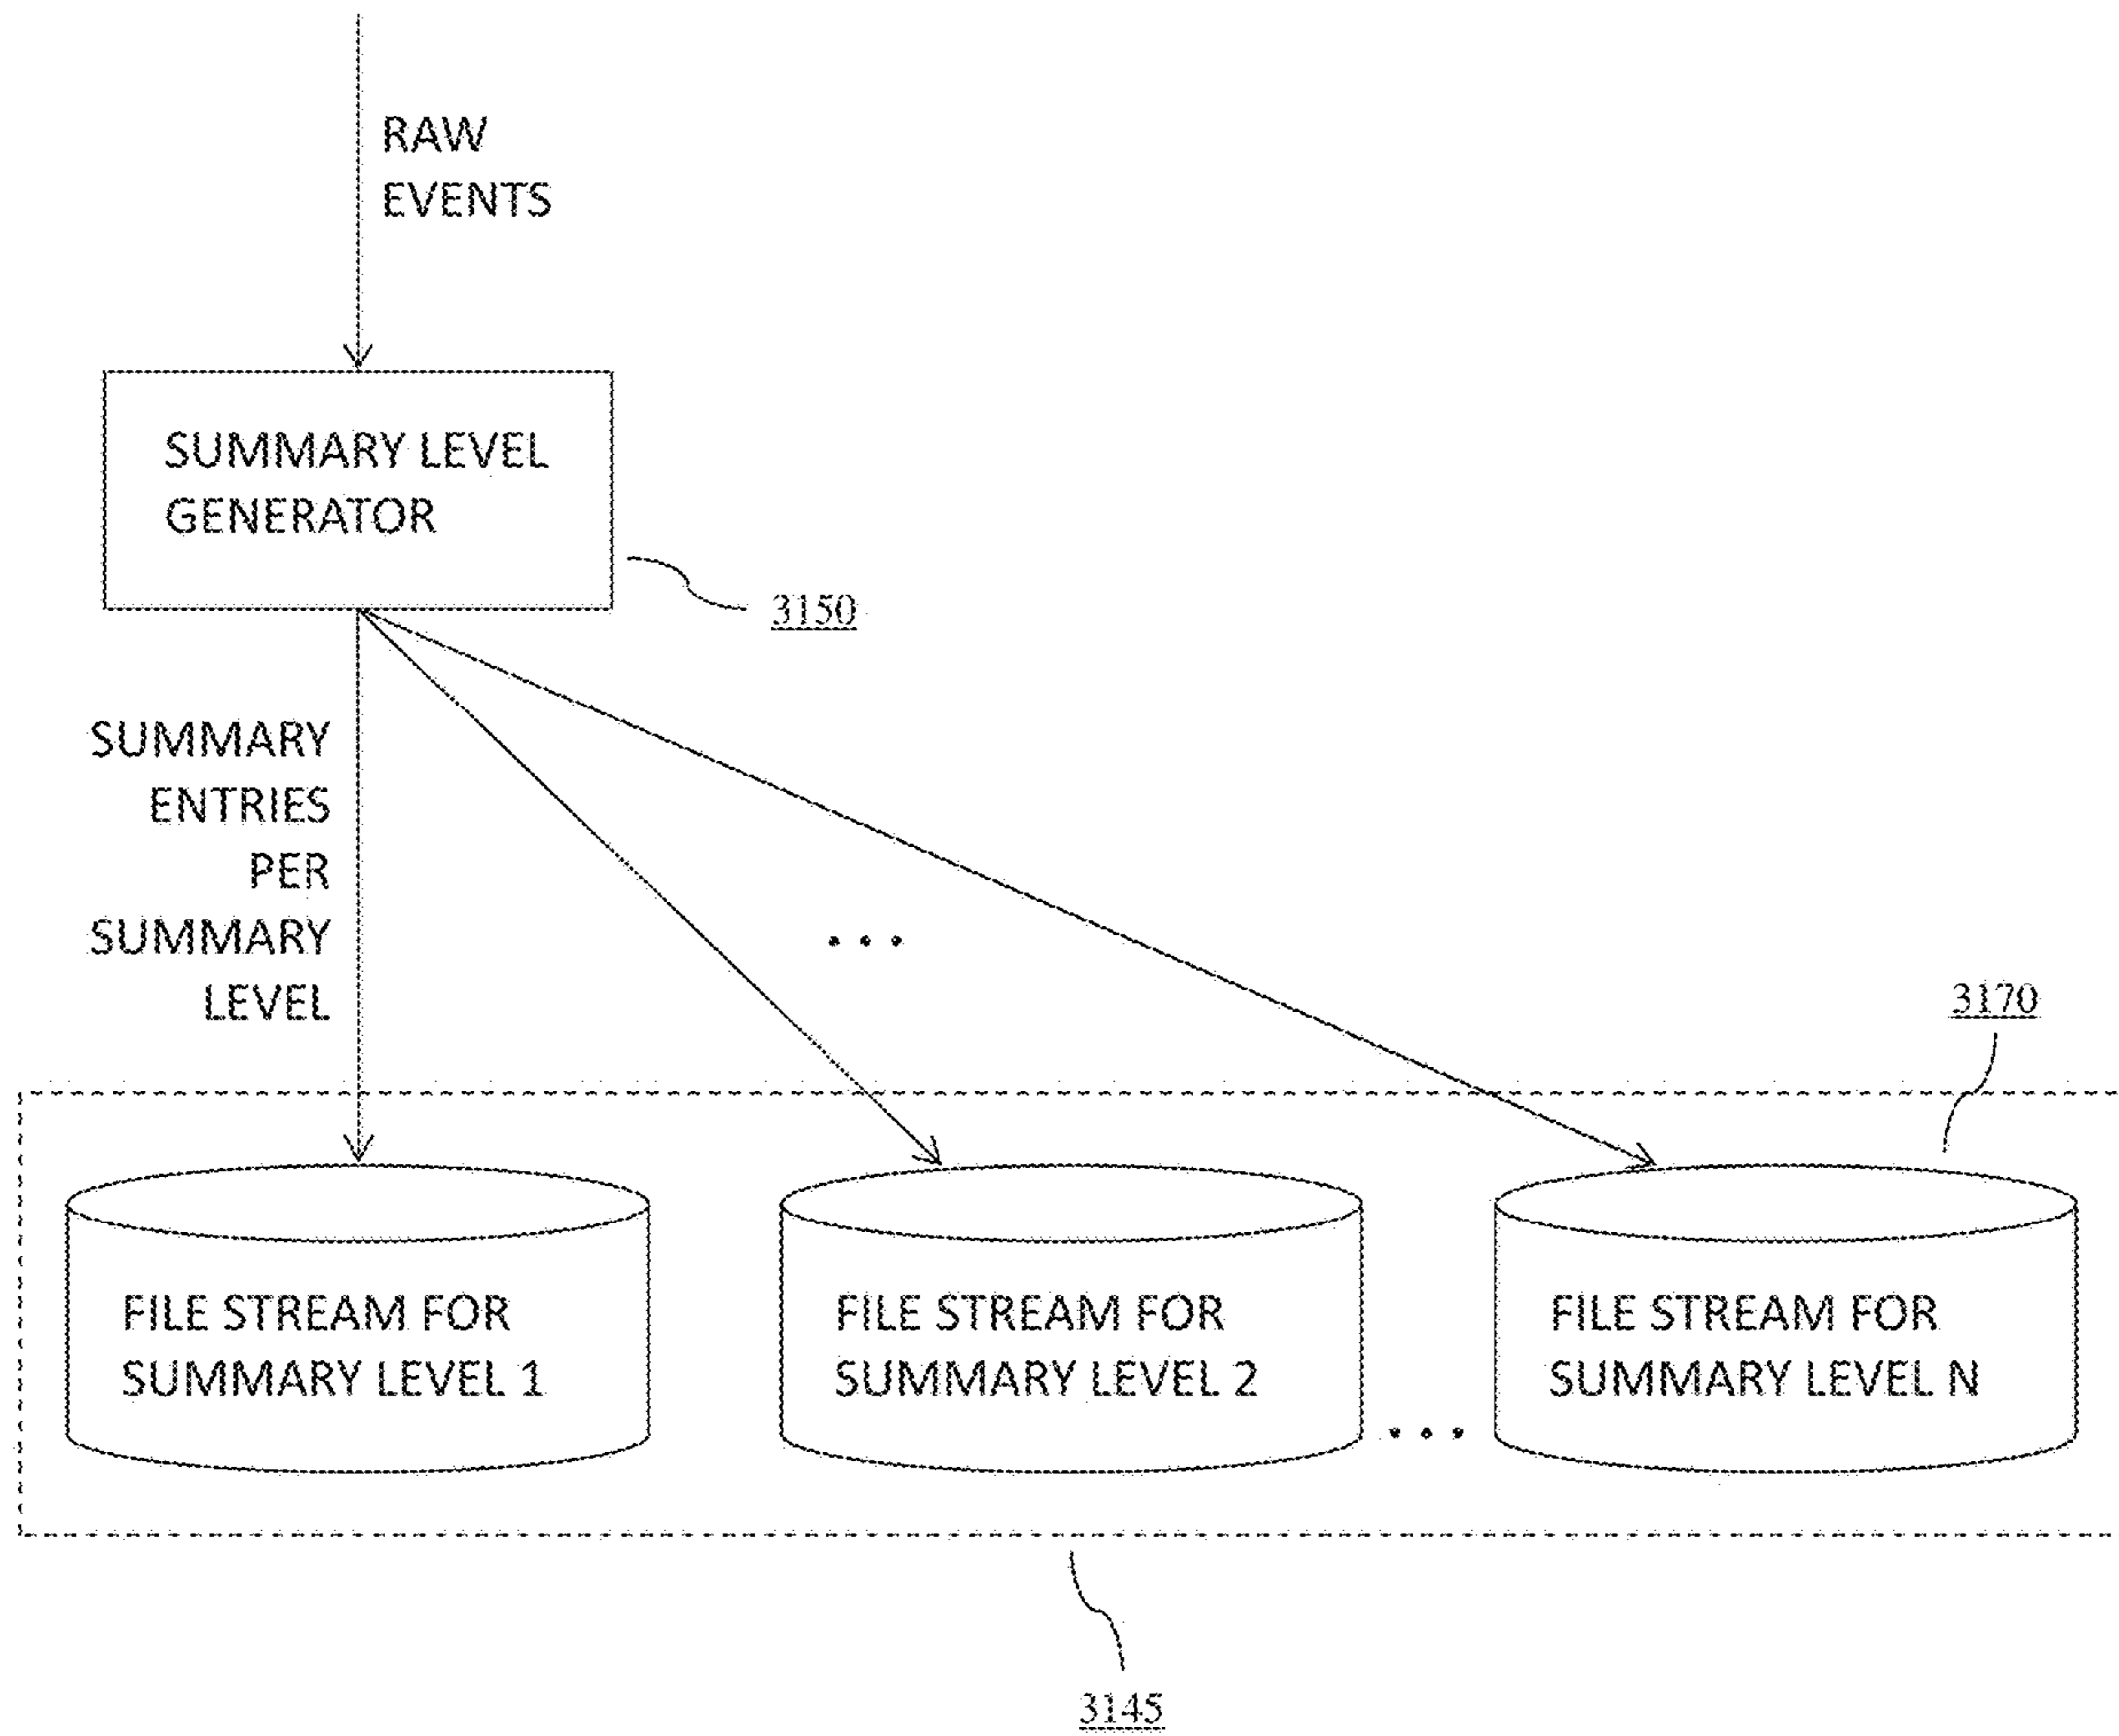 RAW
EVENTS
SUMMARY LEVEL
GENERATOR
3150
SUMMARY
ENTRIES
PER
SUMMARY
LEVEL
...
3170
FILE STREAM FOR
SUMMARY LEVEL 1
FILE STREAM FOR
SUMMARY LEVEL 2
...
FILE STREAM FOR
SUMMARY LEVEL N
3145